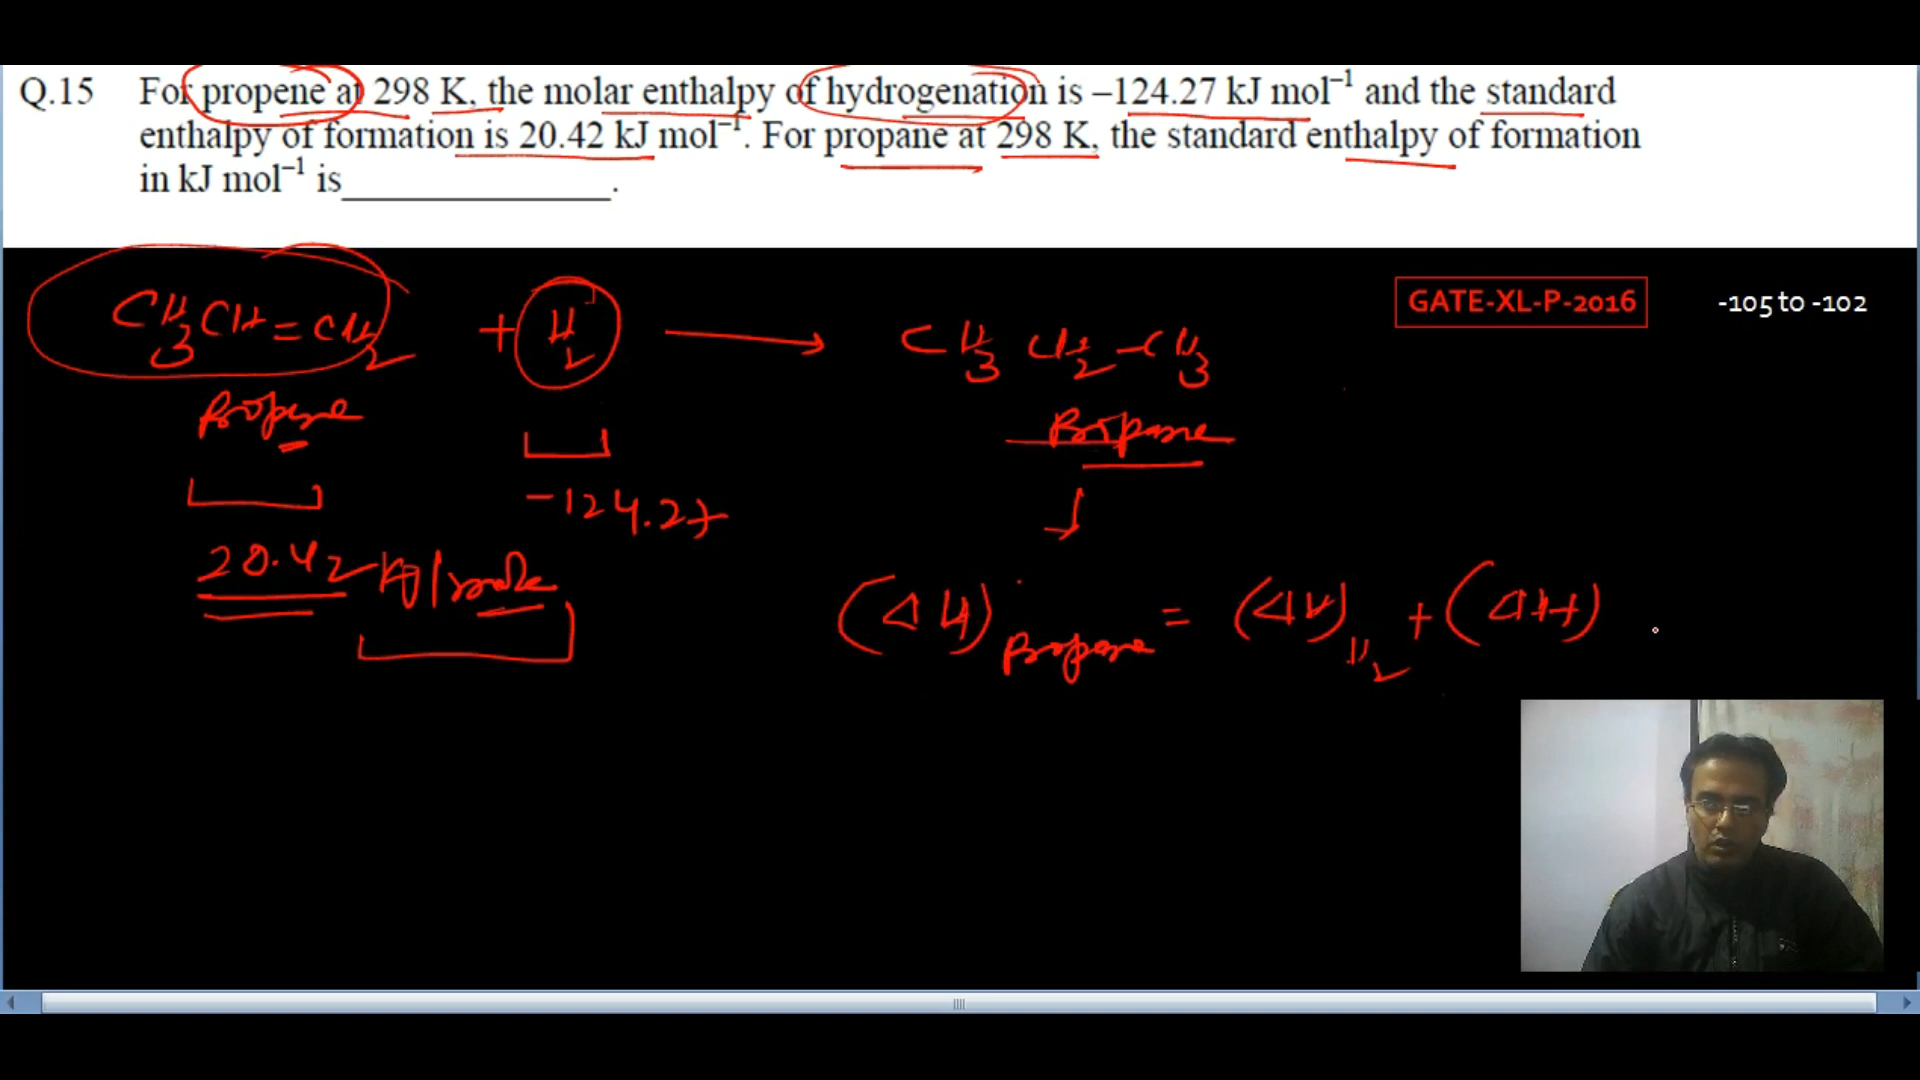 Q.15 For propene at 298 K, the molar enthalpy of hydrogenation is –124.27 kJ mol⁻¹ and the standard
enthalpy of formation is 20.42 kJ mol⁻¹. For propane at 298 K, the standard enthalpy of formation
in kJ mol⁻¹ is______________.
GATE-XL-P-2016
-105 to -102
CH3CH=CH2 + H2 → CH3CH2-CH3
Propene
Propane
-124.27
20.42 kJ/mole
(ΔH)Propane = (ΔH)H2 + (ΔH)